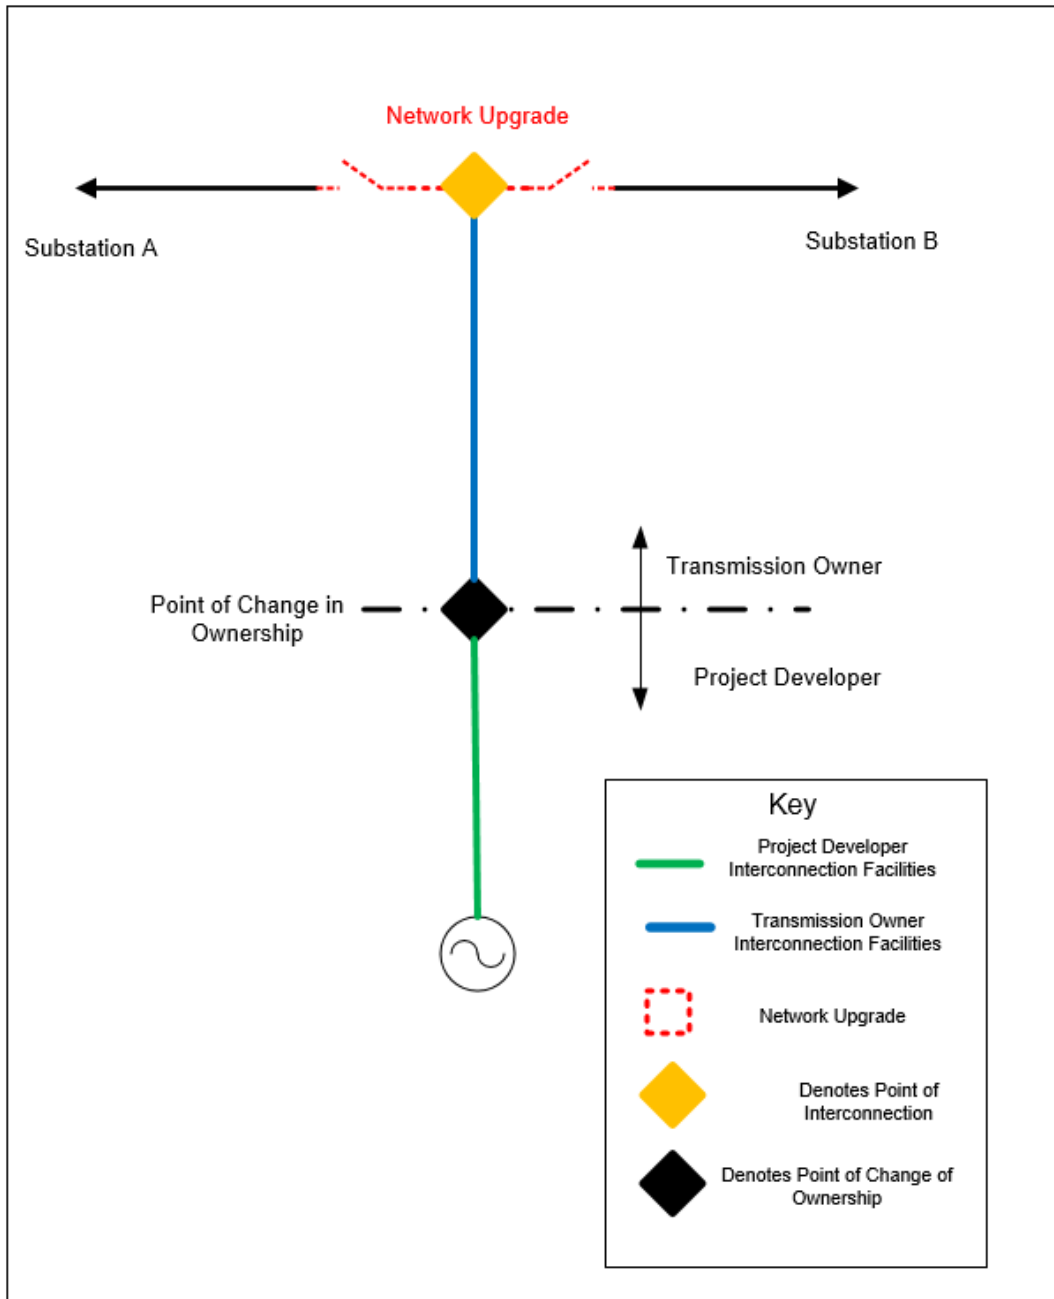 Network Upgrade
Substation A
Substation B
Point of Change in
Ownership
Transmission Owner
Project Developer
Key
Project Developer
Interconnection Facilities
Transmission Owner
Interconnection Facilities
Network Upgrade
Denotes Point of
Interconnection
Denotes Point of Change of
Ownership